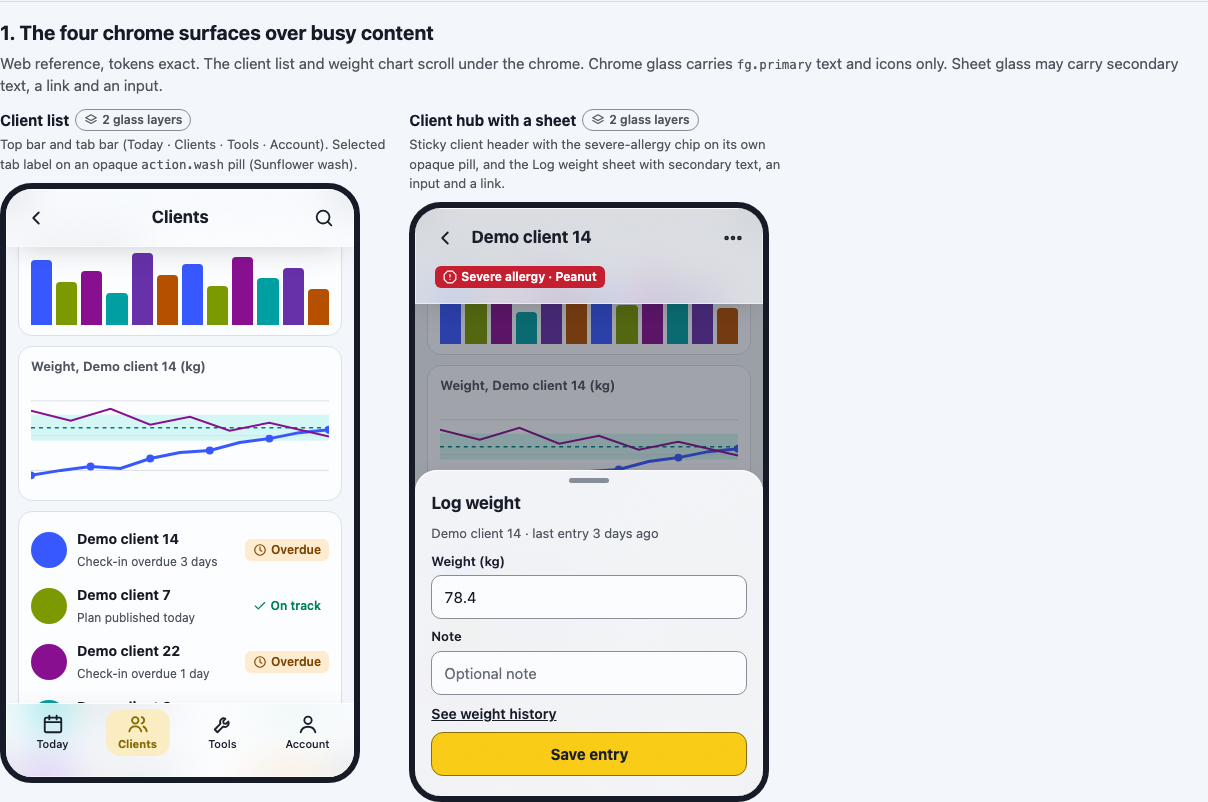 1. The four chrome surfaces over busy content
Web reference, tokens exact. The client list and weight chart scroll under the chrome. Chrome glass carries fg.primary text and icons only. Sheet glass may carry secondary
text, a link and an input.
Client list
2 glass layers
Top bar and tab bar (Today · Clients · Tools · Account). Selected
tab label on an opaque action.wash pill (Sunflower wash).
Clients
Weight, Demo client 14 (kg)
Demo client 14
Check-in overdue 3 days
Overdue
Demo client 7
Plan published today
On track
Demo client 22
Check-in overdue 1 day
Overdue
Today
Clients
Tools
Account
Client hub with a sheet
2 glass layers
Sticky client header with the severe-allergy chip on its own
opaque pill, and the Log weight sheet with secondary text, an
input and a link.
Demo client 14
Severe allergy · Peanut
Weight, Demo client 14 (kg)
Log weight
Demo client 14 · last entry 3 days ago
Weight (kg)
78.4
Note
Optional note
See weight history
Save entry